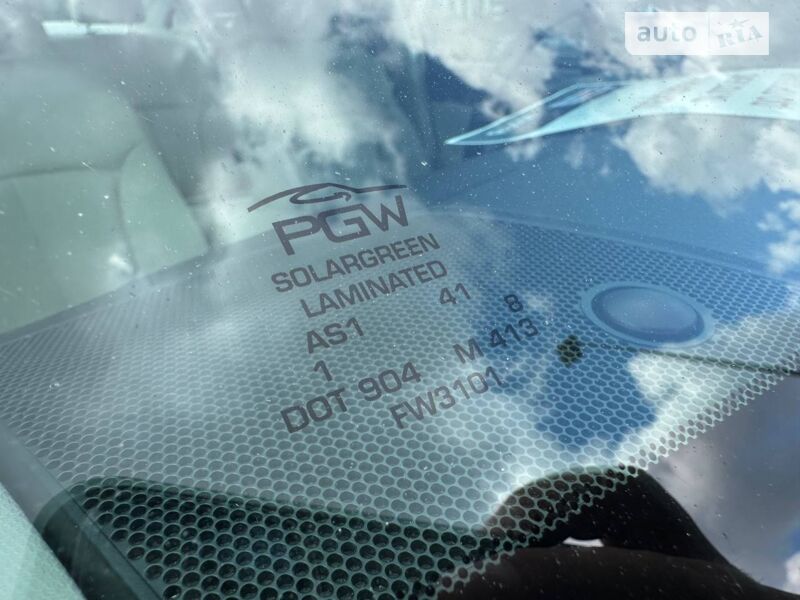 auto RIA
PGW
SOLARGREEN
LAMINATED
AS1 41 8
1
DOT 904 M 413
FW3101